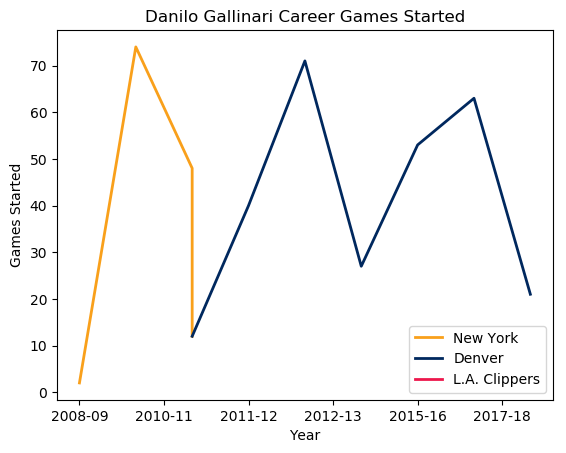 Danilo Gallinari Career Games Started
Games Started
70
60
50
40
30
20
10
0
2008-09 2010-11 2011-12 2012-13 2015-16 2017-18
Year
New York
Denver
L.A. Clippers